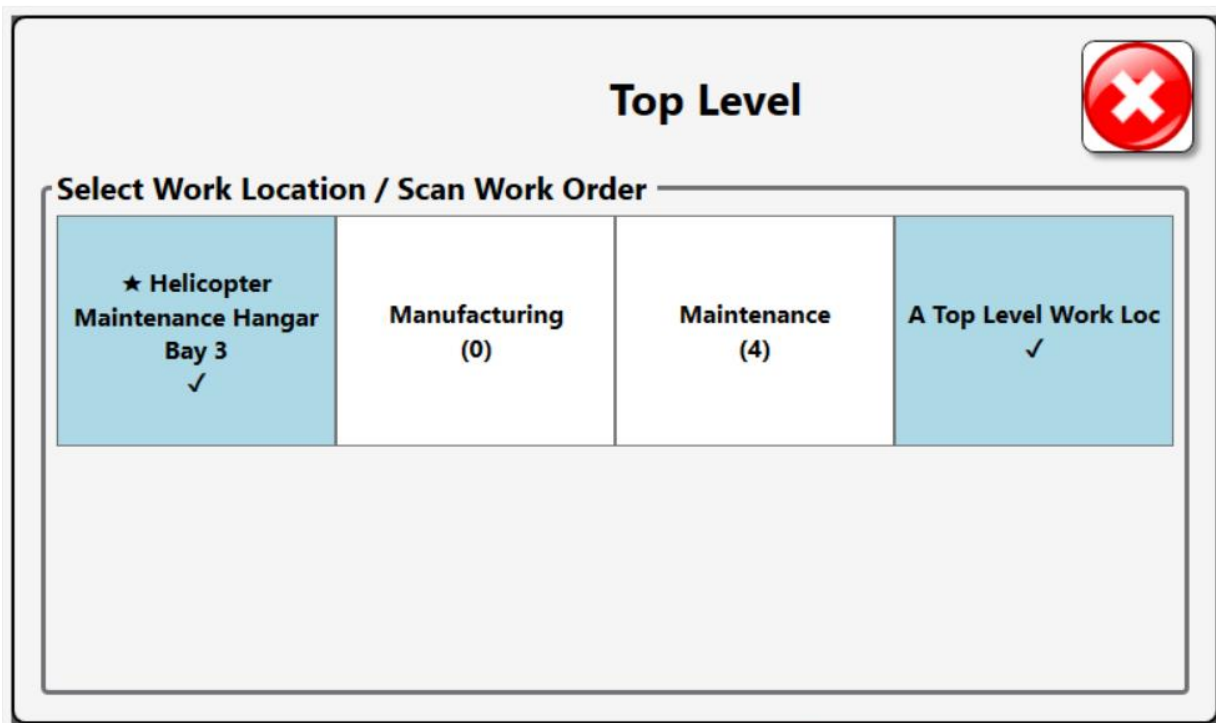 Top Level
Select Work Location / Scan Work Order
★ Helicopter
Maintenance Hangar
Bay 3
✓
Manufacturing
(0)
Maintenance
(4)
A Top Level Work Loc
✓